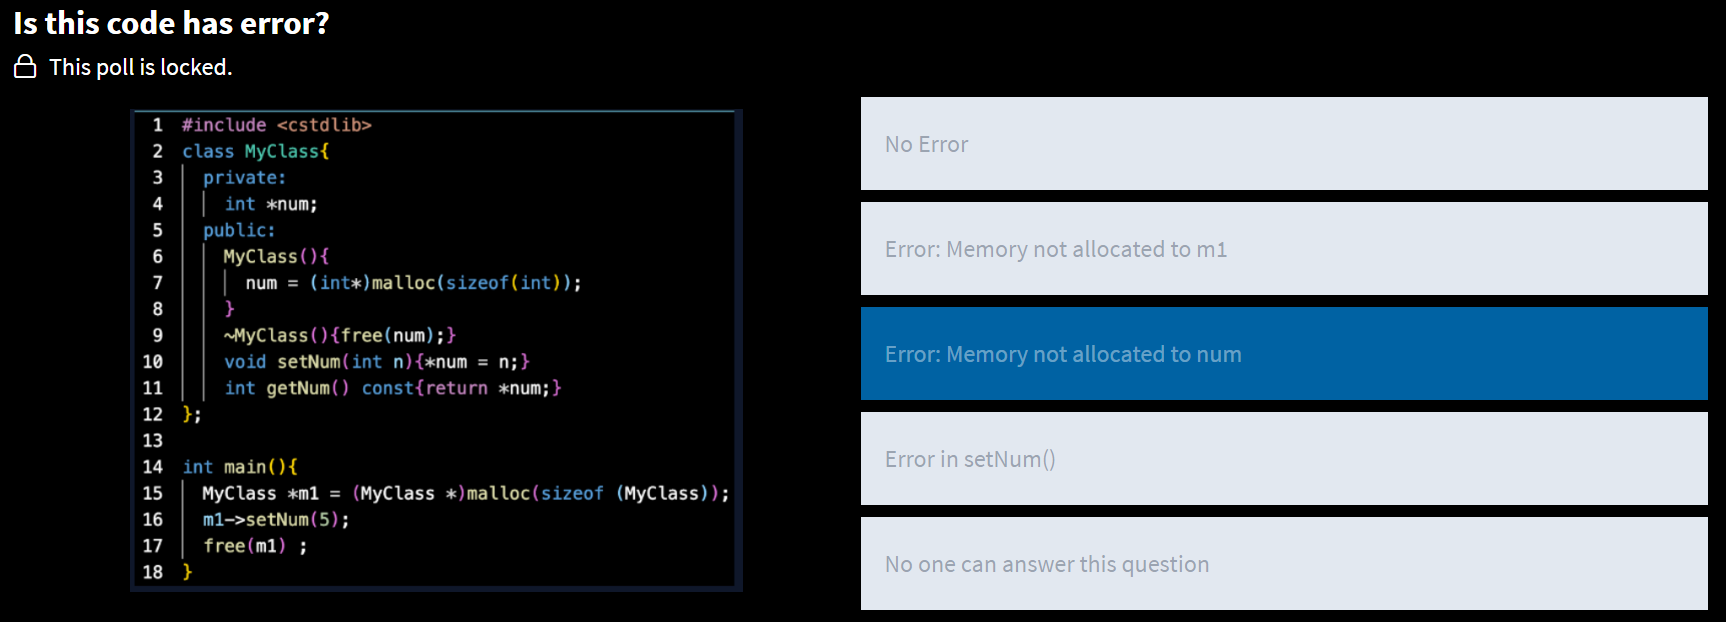 Is this code has error?
This poll is locked.
1 #include <cstdlib>
2 class MyClass{
3 private:
4 int *num;
5 public:
6 MyClass(){
7 num = (int*)malloc(sizeof(int));
8 }
9 ~MyClass(){free(num);}
10 void setNum(int n){*num = n;}
11 int getNum() const{return *num;}
12 };
13
14 int main(){
15 MyClass *m1 = (MyClass *)malloc(sizeof (MyClass));
16 m1->setNum(5);
17 free(m1) ;
18 }
No Error
Error: Memory not allocated to m1
Error: Memory not allocated to num
Error in setNum()
No one can answer this question